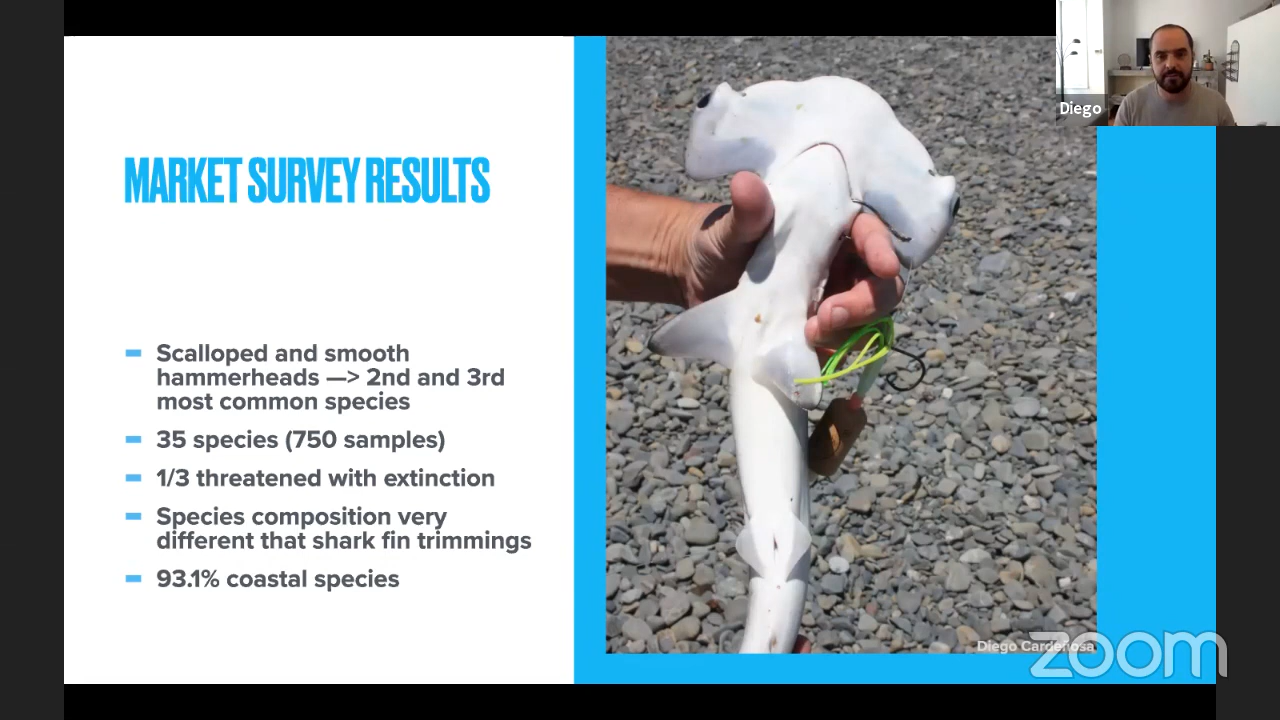 Diego
MARKET SURVEY RESULTS
Scalloped and smooth
hammerheads —> 2nd and 3rd
most common species
35 species (750 samples)
1/3 threatened with extinction
Species composition very
different that shark fin trimmings
93.1% coastal species
Diego Cardeñosa
zoom